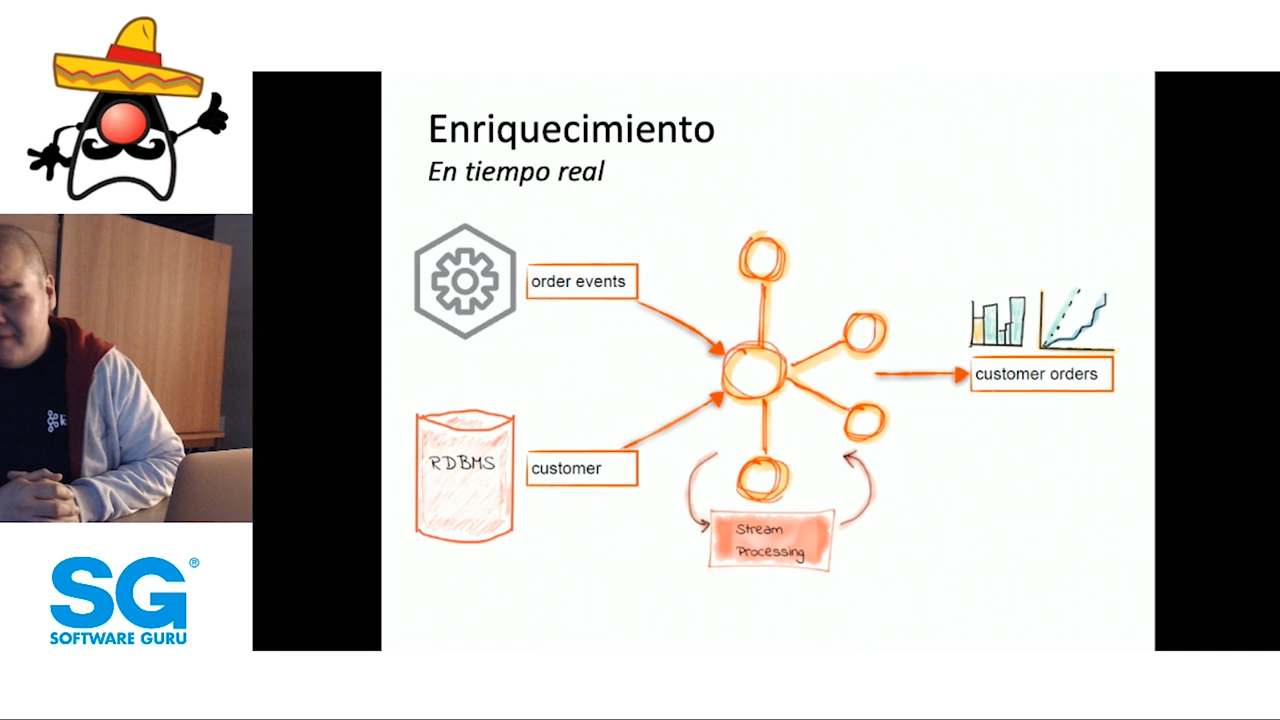 Enriquecimiento
En tiempo real
order events
customer orders
RDBMS
customer
Stream
Processing
SG®
SOFTWARE GURU